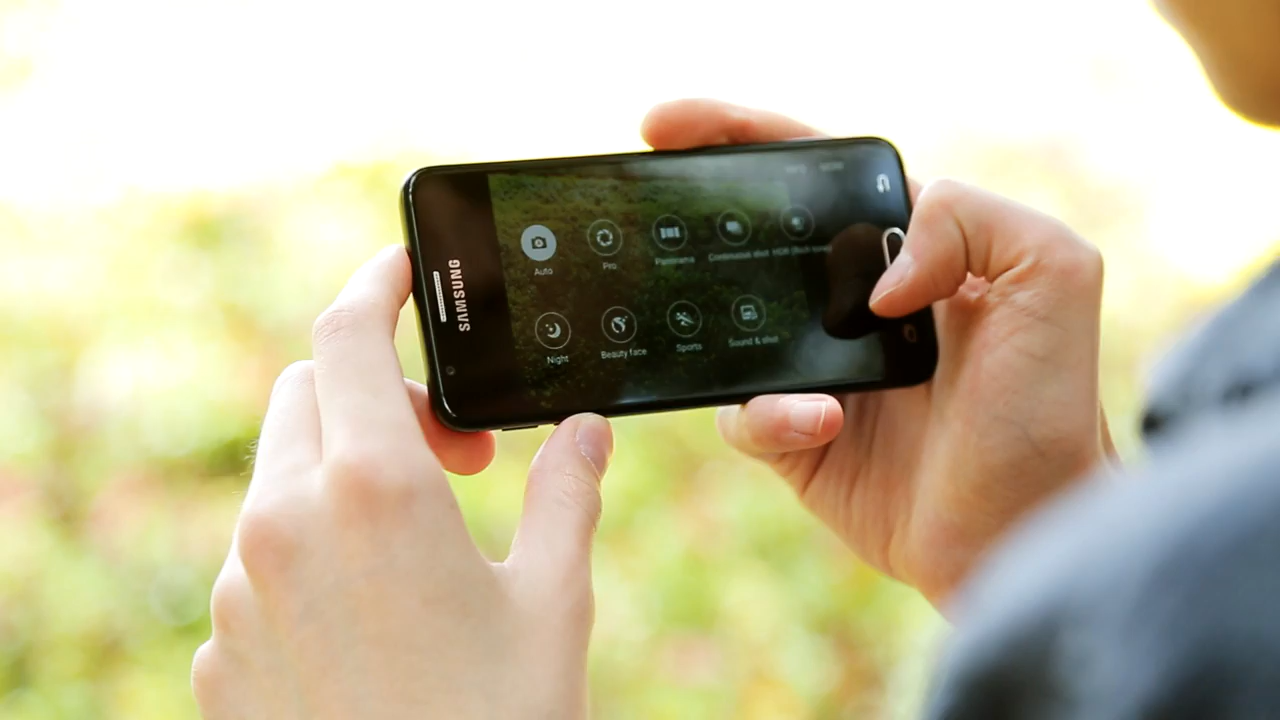 SAMSUNG
Auto
Pro
Panorama
Continuous shot
HDR (Rich tone)
Night
Beauty face
Sports
Sound & shot